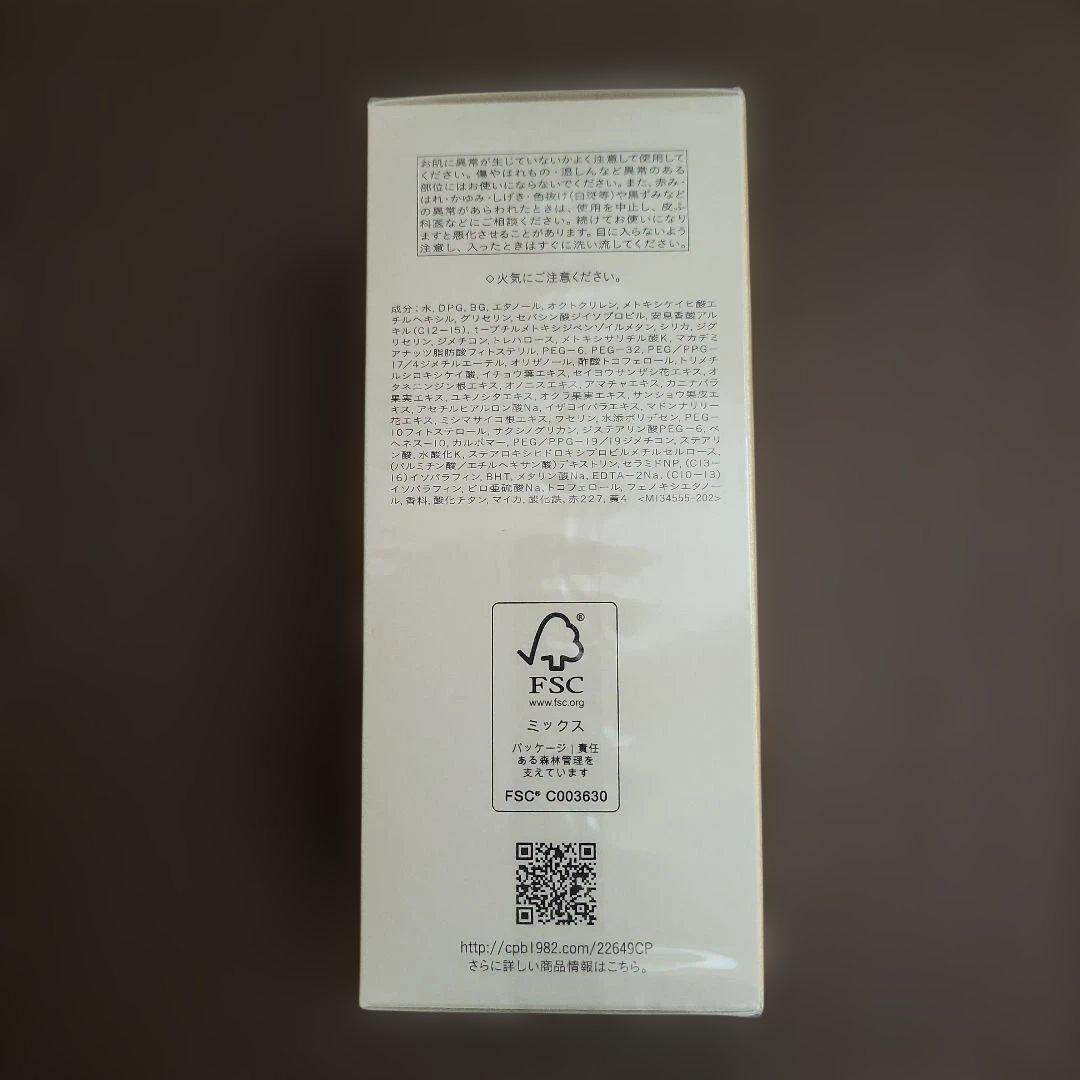 お肌に異常が生じていないかよく注意して使用して
ください。傷やはれもの・湿しんなど異常のある
部位にはお使いにならないでください。また、赤み・
はれ・かゆみ・しげき・色抜け(白斑等)や黒ずみなど
の異常があらわれたときは、使用を中止し、皮ふ
科医などにご相談ください。続けてお使いになり
ますと悪化させることがあります。目に入らないよう
注意し、入ったときはすぐに洗い流してください。
◇火気にご注意ください。
成分:水, DPG, BG, エタノール, オクトクリレン, メトキシケイヒ酸エ
チルヘキシル, グリセリン, セバシン酸ジイソプロピル, 安息香酸アル
キル(C12-15), t-ブチルメトキシジベンゾイルメタン, シリカ, ジグ
リセリン, ジメチコン, トレハロース, メトキシサリチル酸K, マカデミ
アナッツ脂肪酸フィトステリル, PEG-6, PEG-32, PEG/PPG-
17/4ジメチルエーテル, オリザノール, 酢酸トコフェロール, トリメチ
ルシロキシケイ酸, イチョウ葉エキス, セイヨウサンザシ花エキス, オ
タネニンジン根エキス, オノニスエキス, アマチャエキス, カニナバラ
果実エキス, ユキノシタエキス, オクラ果実エキス, サンショウ果皮エ
キス, アセチルヒアルロン酸Na, イザヨイバラエキス, マドンナリリー
花エキス, ミシマサイコ根エキス, ワセリン, 水添ポリデセン, PEG-
10フィトステロール, サクシノグリカン, ジステアリン酸PEG-6, ベ
ヘネス-10, カルボマー, PEG/PPG-19/19ジメチコン, ステアリ
ン酸, 水酸化K, ステアロキシヒドロキシプロピルメチルセルロース,
(パルミチン酸/エチルヘキサン酸)デキストリン, セラミドNP, (C13-
16)イソパラフィン, BHT, メタリン酸Na, EDTA-2Na, (C10-13)
イソパラフィン, ピロ亜硫酸Na, トコフェロール, フェノキシエタノー
ル, 香料, 酸化チタン, マイカ, 酸化鉄, 赤227, 黄4 <MI34555-202>
®
FSC
www.fsc.org
ミックス
パッケージ|責任
ある森林管理を
支えています
FSC® C003630
http://cpb1982.com/22649CP
さらに詳しい商品情報はこちら。